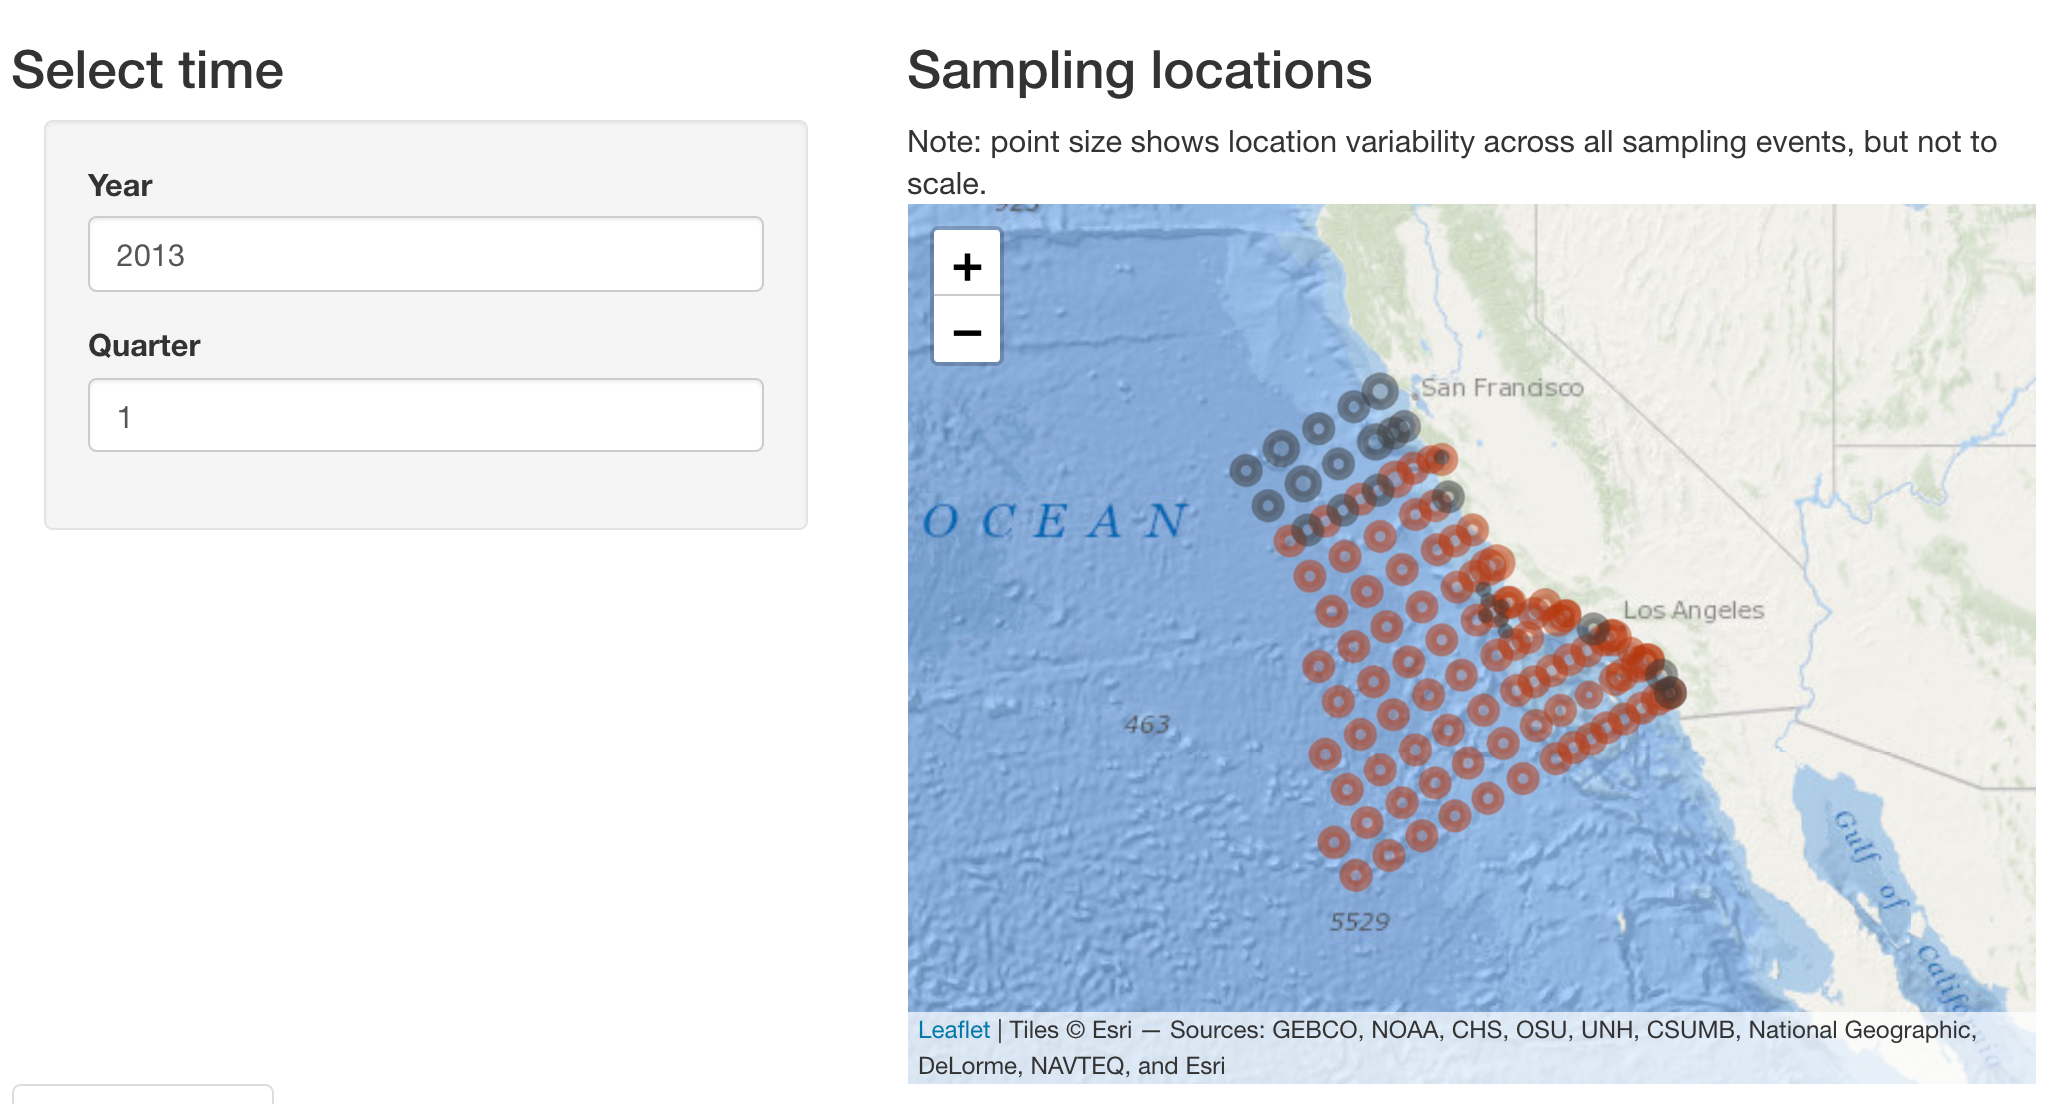 Select time
Year
2013
Quarter
1
Sampling locations
Note: point size shows location variability across all sampling events, but not to
scale.
923
+
−
San Francisco
OCEAN
Los Angeles
463
5529
Gulf of
Leaflet | Tiles © Esri — Sources: GEBCO, NOAA, CHS, OSU, UNH, CSUMB, National Geographic,
DeLorme, NAVTEQ, and Esri